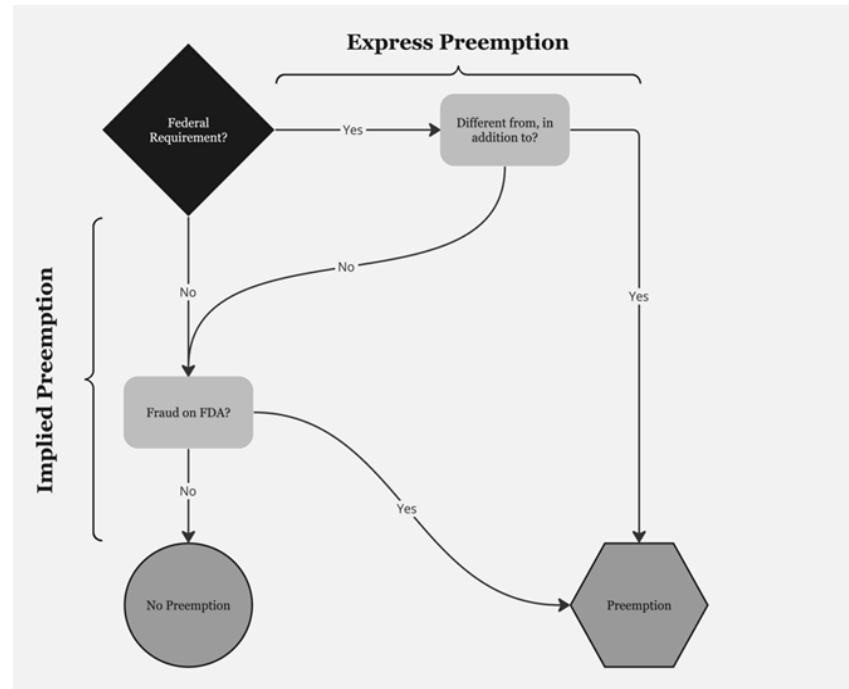 Express Preemption
Federal
Requirement?
Yes
Different from, in
addition to?
No
No
Yes
Implied Preemption
Fraud on FDA?
No
Yes
No Preemption
Preemption